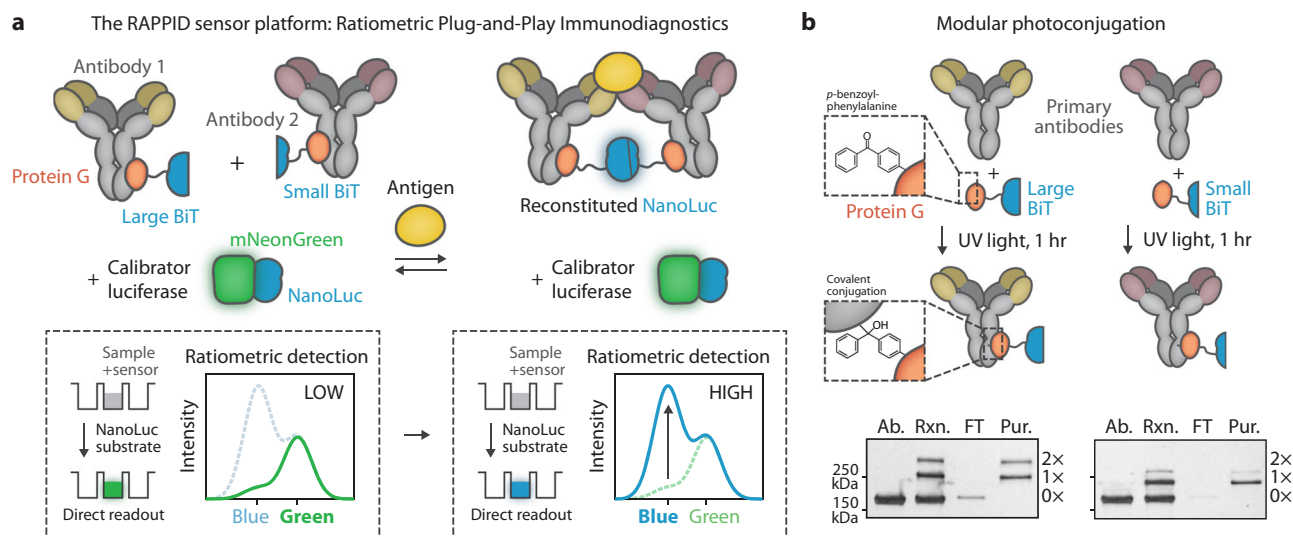 a
The RAPPID sensor platform: Ratiometric Plug-and-Play Immunodiagnostics
Antibody 1
Antibody 2
+
Protein G
Large BiT
Small BiT
Antigen
Reconstituted NanoLuc
mNeonGreen
+ Calibrator
luciferase
NanoLuc
+ Calibrator
luciferase
Sample
+sensor
NanoLuc
substrate
Direct readout
Ratiometric detection
LOW
Intensity
Blue Green
Sample
+sensor
NanoLuc
substrate
Direct readout
Ratiometric detection
HIGH
Intensity
Blue Green
b
Modular photoconjugation
p-benzoyl-
phenylalanine
O
Protein G
Primary
antibodies
+
+
Large
BiT
Small
BiT
UV light, 1 hr
UV light, 1 hr
Covalent
conjugation
OH
Ab. Rxn. FT Pur.
250
kDa
150
kDa
2×
1×
0×
Ab. Rxn. FT Pur.
2×
1×
0×